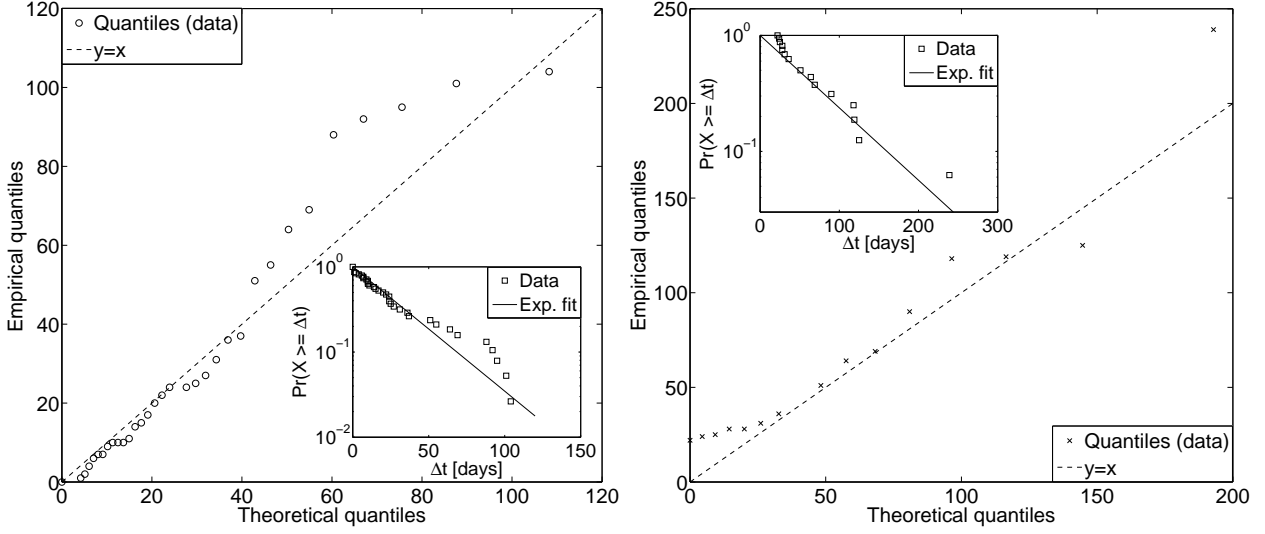 120
100
80
60
40
20
0
Empirical quantiles
Quantiles (data)
y=x
0 20 40 60 80 100 120
Theoretical quantiles
10^0
10^-1
10^-2
Pr(X >= Δt)
Data
Exp. fit
0 50 100 150
Δt [days]
250
200
150
100
50
0
Empirical quantiles
10^0
10^-1
Pr(X >= Δt)
Data
Exp. fit
0 100 200 300
Δt [days]
Quantiles (data)
y=x
0 50 100 150 200
Theoretical quantiles